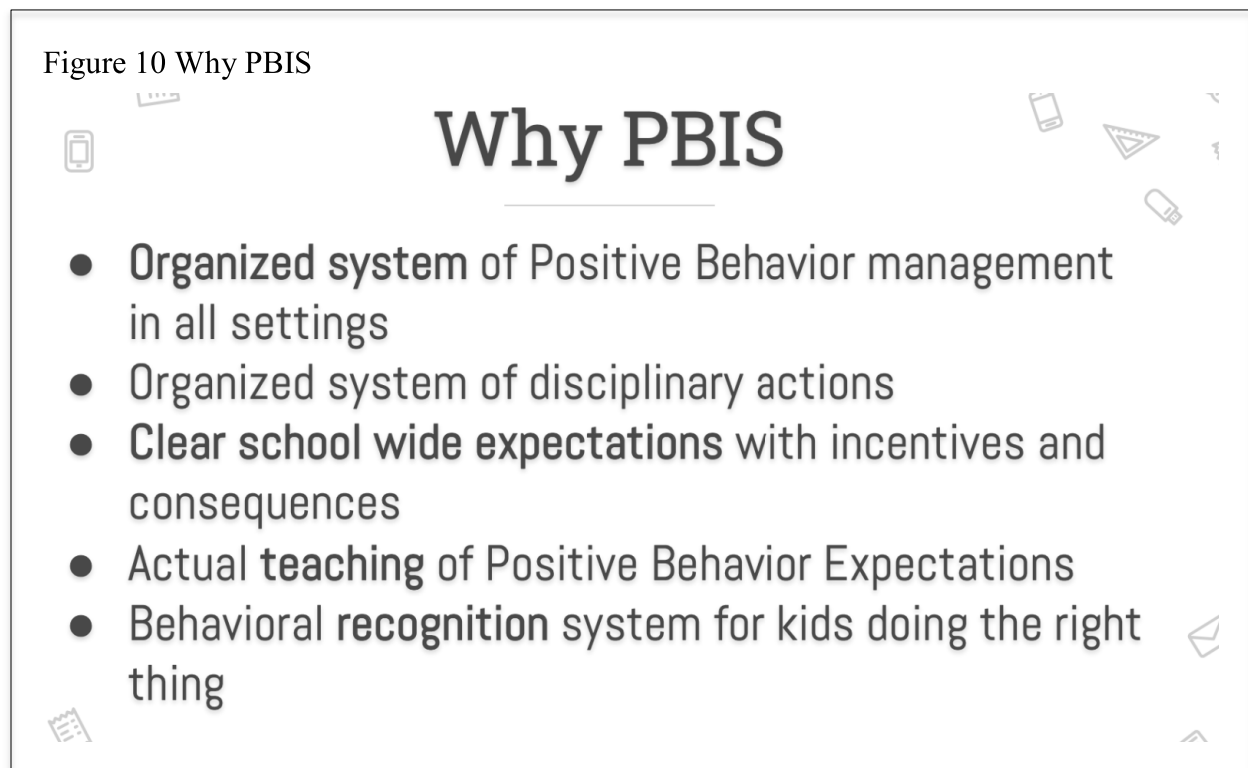 Figure 10 Why PBIS
Why PBIS
● Organized system of Positive Behavior management
in all settings
● Organized system of disciplinary actions
● Clear school wide expectations with incentives and
consequences
● Actual teaching of Positive Behavior Expectations
● Behavioral recognition system for kids doing the right
thing